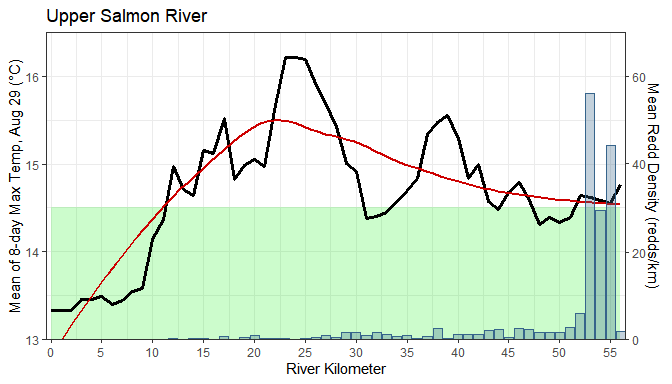 Upper Salmon River
Mean of 8-day Max Temp, Aug 29 (°C)
16
15
14
13
60
40
20
0
Mean Redd Density (redds/km)
0 5 10 15 20 25 30 35 40 45 50 55
River Kilometer